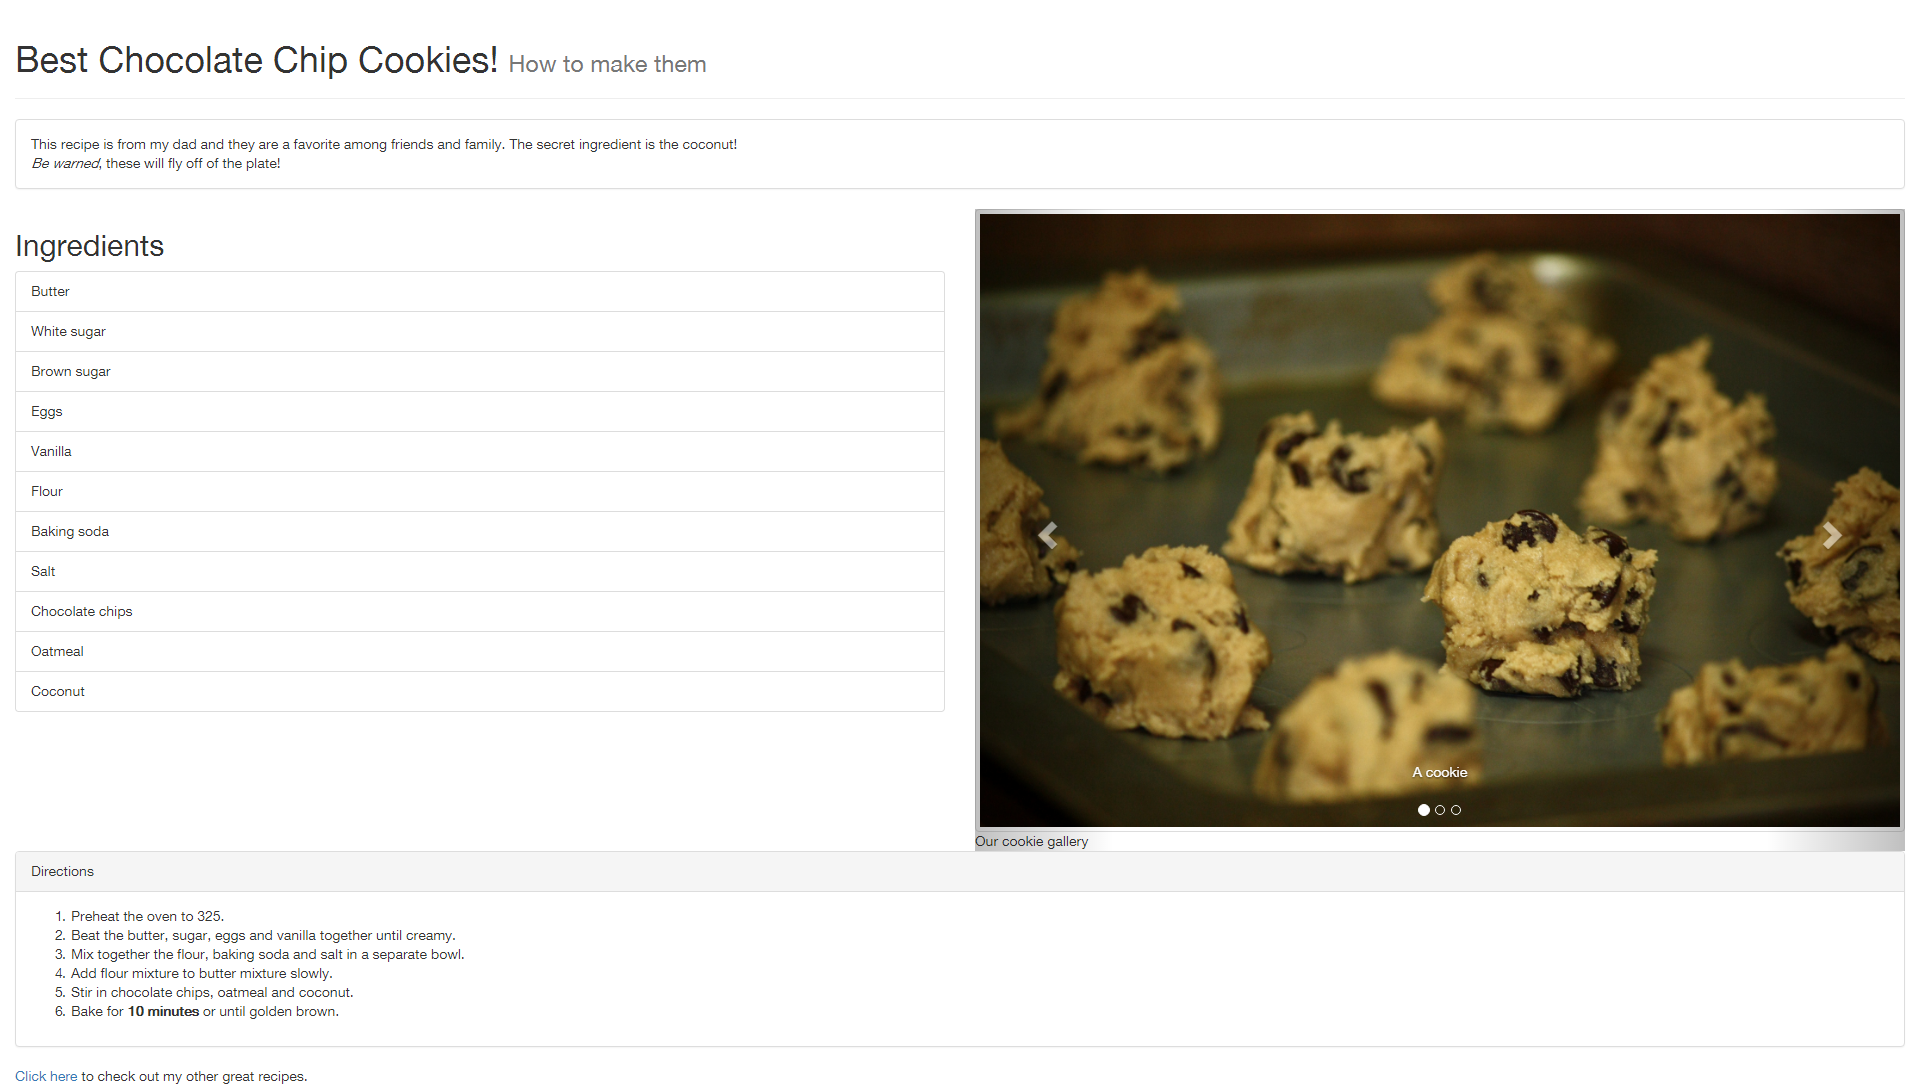 Best Chocolate Chip Cookies! How to make them
This recipe is from my dad and they are a favorite among friends and family. The secret ingredient is the coconut!
Be warned, these will fly off of the plate!
Ingredients
Butter
White sugar
Brown sugar
Eggs
Vanilla
Flour
Baking soda
Salt
Chocolate chips
Oatmeal
Coconut
A cookie
Our cookie gallery
Directions
1. Preheat the oven to 325.
2. Beat the butter, sugar, eggs and vanilla together until creamy.
3. Mix together the flour, baking soda and salt in a separate bowl.
4. Add flour mixture to butter mixture slowly.
5. Stir in chocolate chips, oatmeal and coconut.
6. Bake for 10 minutes or until golden brown.
Click here to check out my other great recipes.